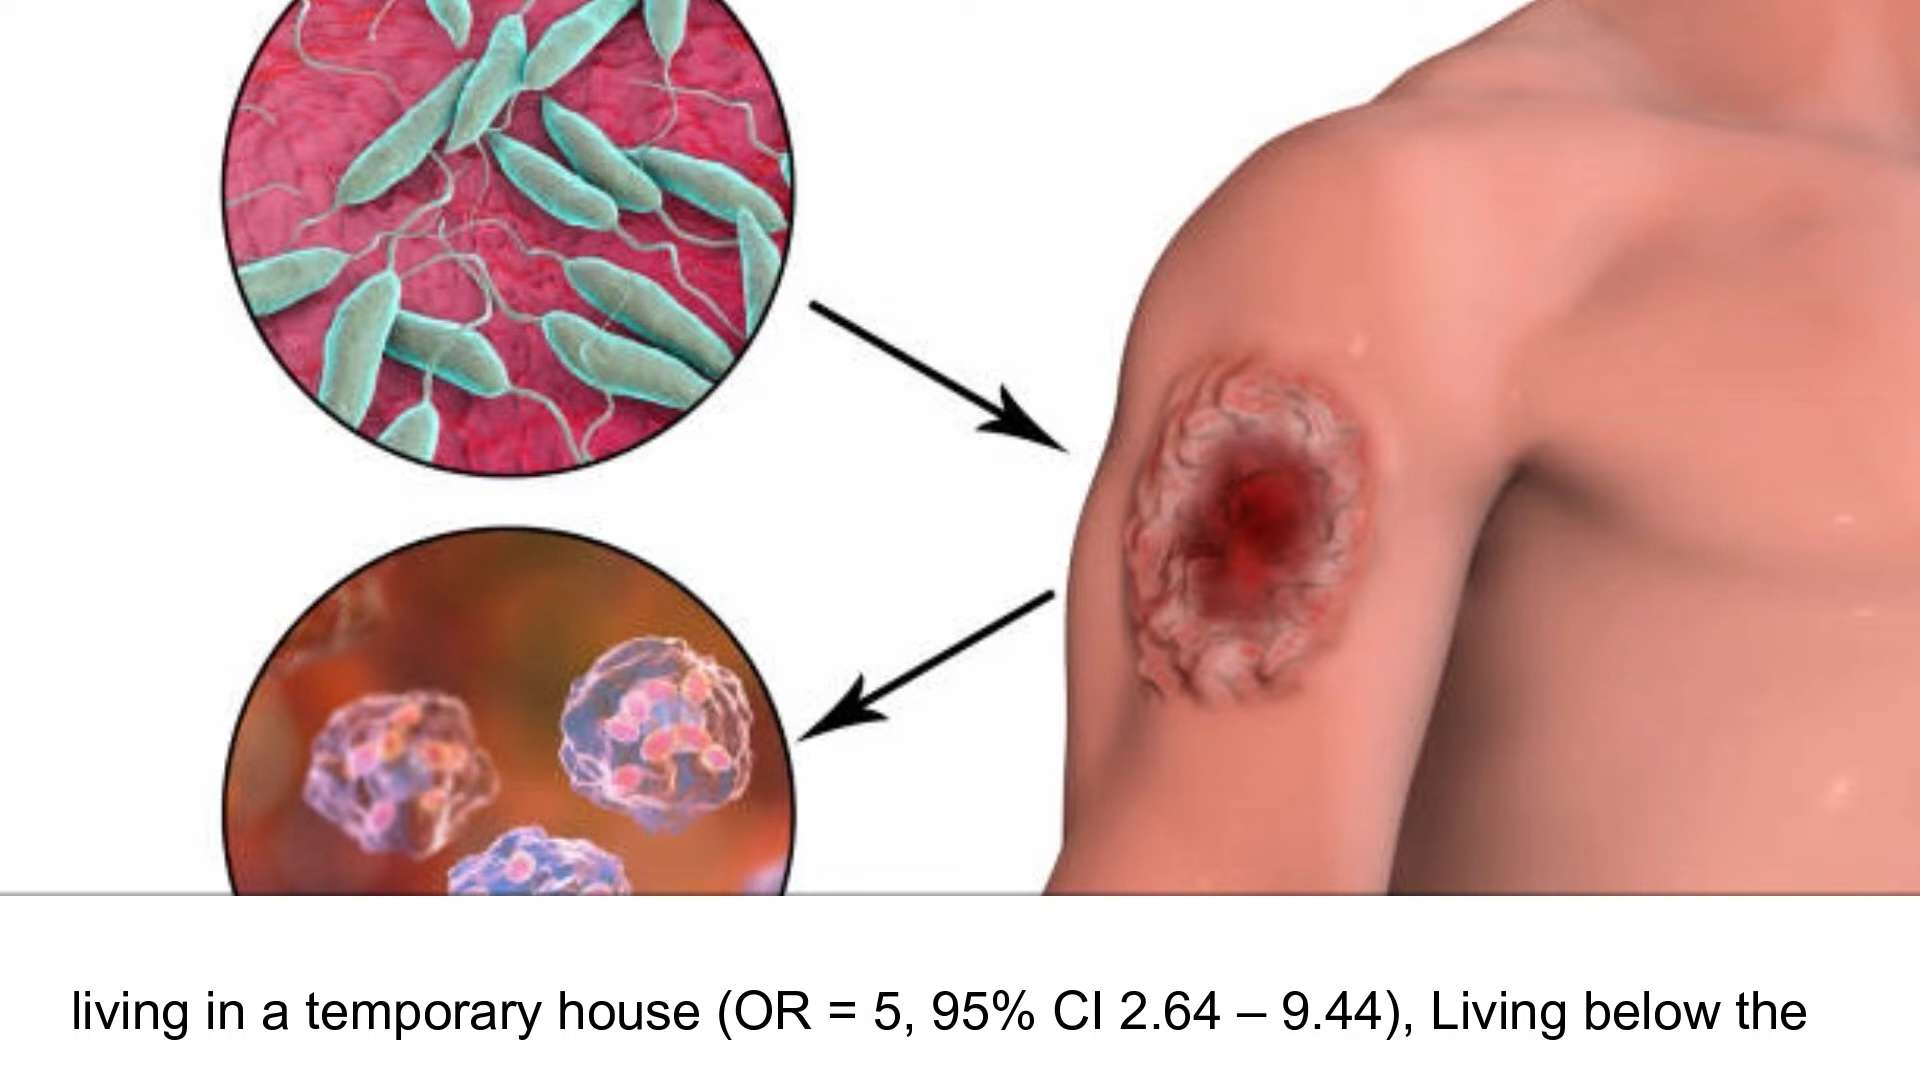 living in a temporary house (OR = 5, 95% CI 2.64 – 9.44), Living below the